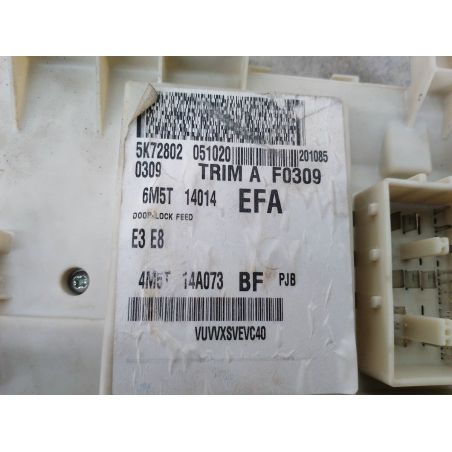 5K72802 051020 201085
0309 TRIM A F0309
6M5T 14014 EFA
DOOR-LOCK FEED
E3 E8
4M5T 14A073 BF PJB
VUVVXSVEVC40